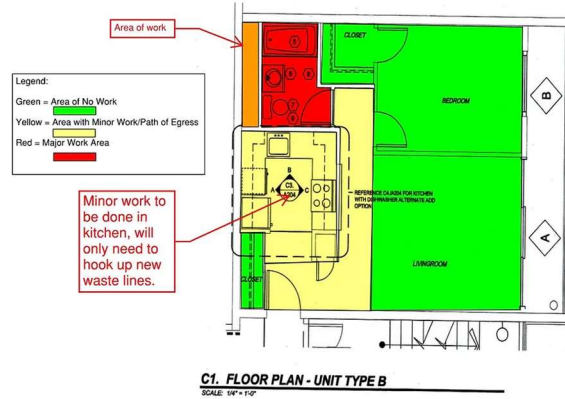 Area of work
CLOSET
Legend:
Green = Area of No Work
Yellow = Area with Minor Work/Path of Egress
Red = Major Work Area
BEDROOM
B
B
C3.
A
C
A204
REFERENCE C4/A204 FOR KITCHEN
WITH DISHWASHER ALTERNATE ADD
OPTION
Minor work to
be done in
kitchen, will
only need to
hook up new
waste lines.
A
LIVINGROOM
CLOSET
C1. FLOOR PLAN - UNIT TYPE B
SCALE: 1/4" = 1'-0"